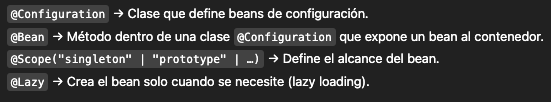 @Configuration → Clase que define beans de configuración.
@Bean → Método dentro de una clase @Configuration que expone un bean al contenedor.
@Scope("singleton" | "prototype" | …) → Define el alcance del bean.
@Lazy → Crea el bean solo cuando se necesite (lazy loading).